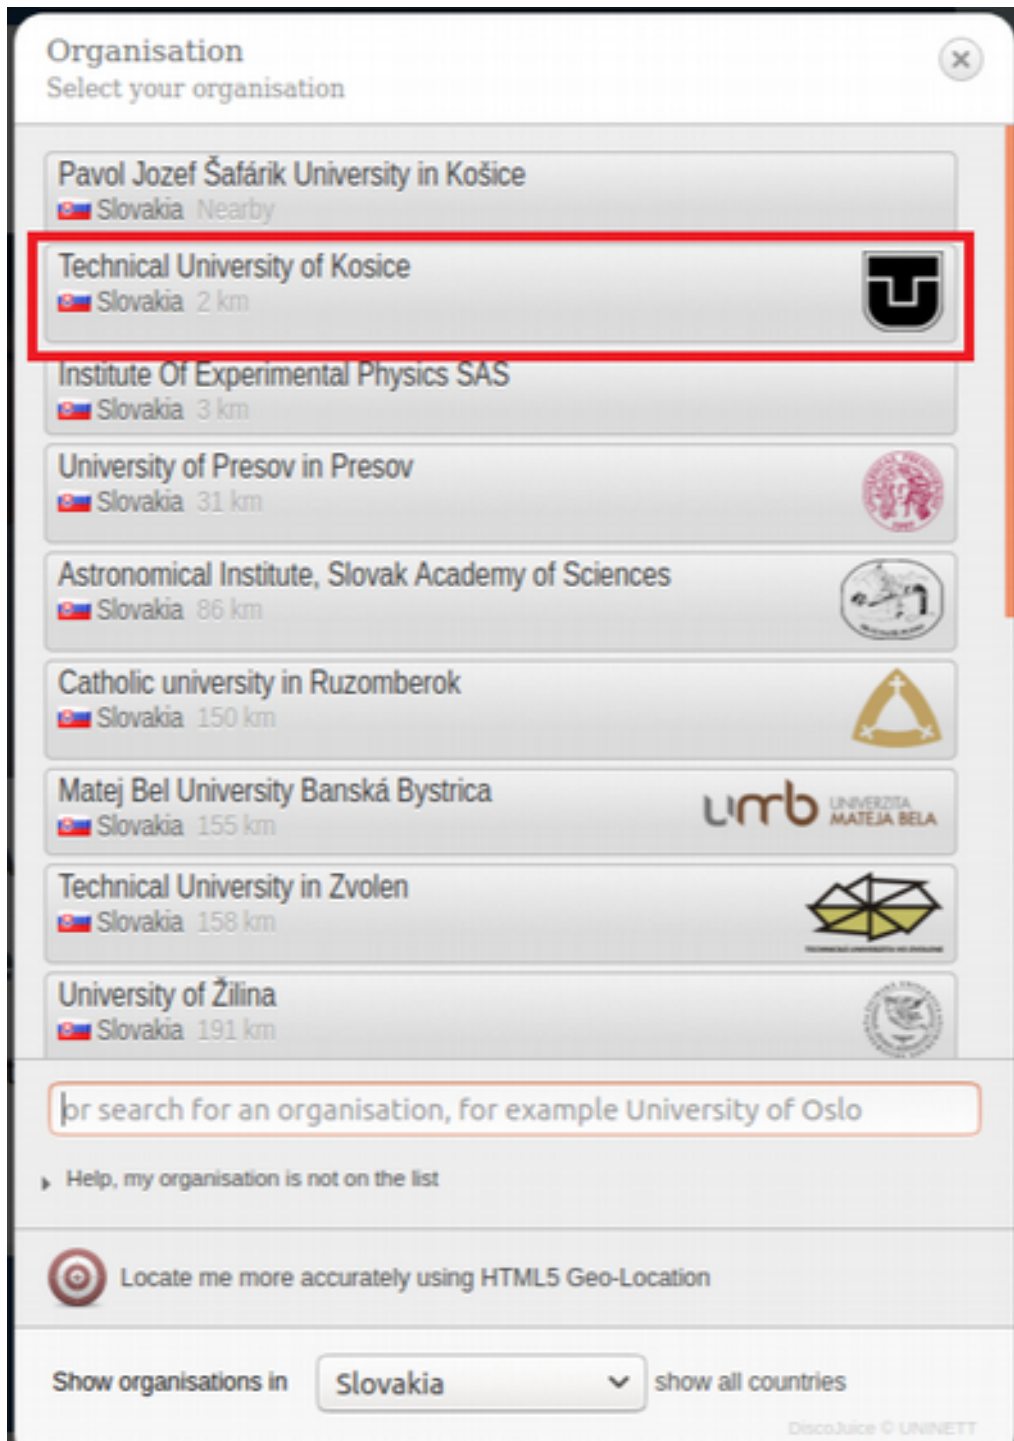 Organisation
Select your organisation
Pavol Jozef Šafárik University in Košice
Slovakia Nearby
Technical University of Kosice
Slovakia 2 km
Institute Of Experimental Physics SAS
Slovakia 3 km
University of Presov in Presov
Slovakia 31 km
Astronomical Institute, Slovak Academy of Sciences
Slovakia 86 km
Catholic university in Ruzomberok
Slovakia 150 km
Matej Bel University Banská Bystrica
Slovakia 155 km
umb UNIVERZITA
MATEJA BELA
Technical University in Zvolen
Slovakia 158 km
University of Žilina
Slovakia 191 km
or search for an organisation, for example University of Oslo
Help, my organisation is not on the list
Locate me more accurately using HTML5 Geo-Location
Show organisations in Slovakia show all countries
DiscoJuice © UNINETT